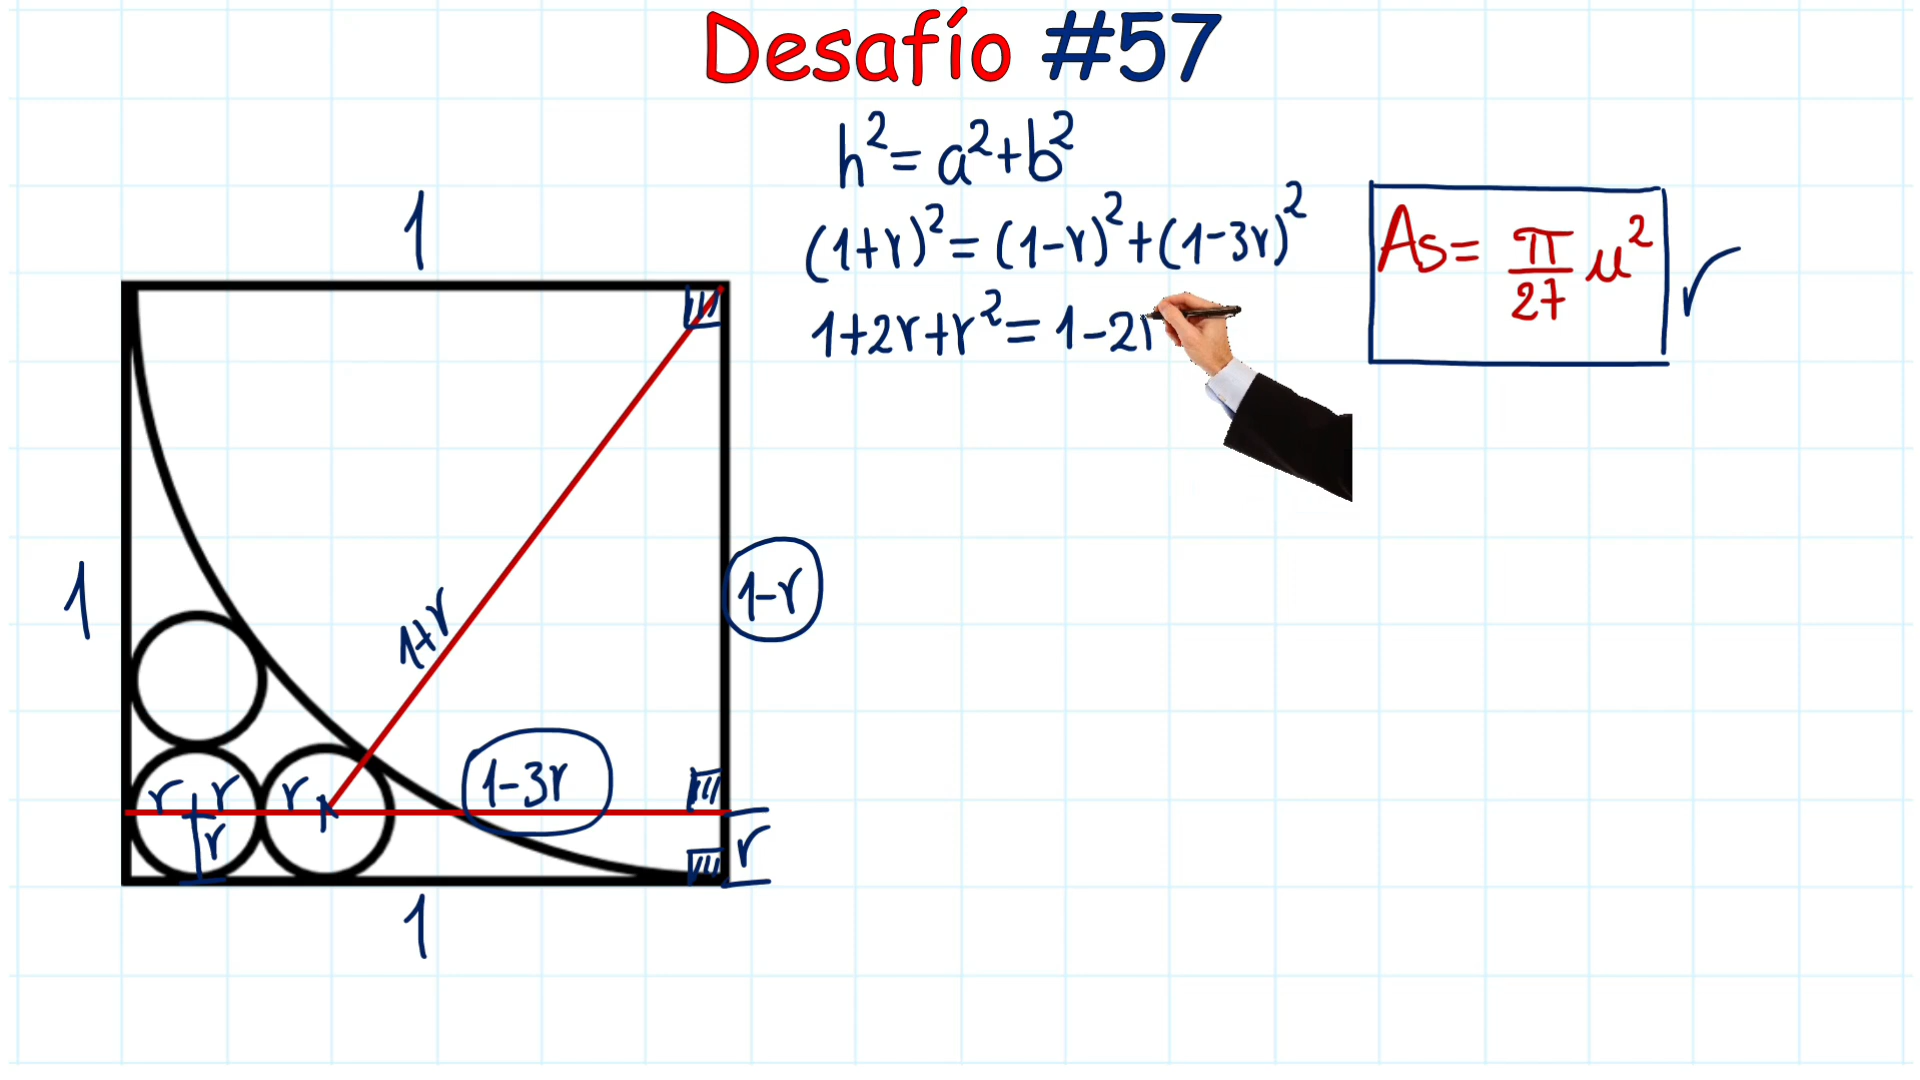 Desafío #57
h² = a² + b²
(1+r)² = (1-r)² + (1-3r)²
1+2r+r² = 1-2r
As = π/27 u²
1
1
1-r
1+r
1-3r
r r r
r
r
1